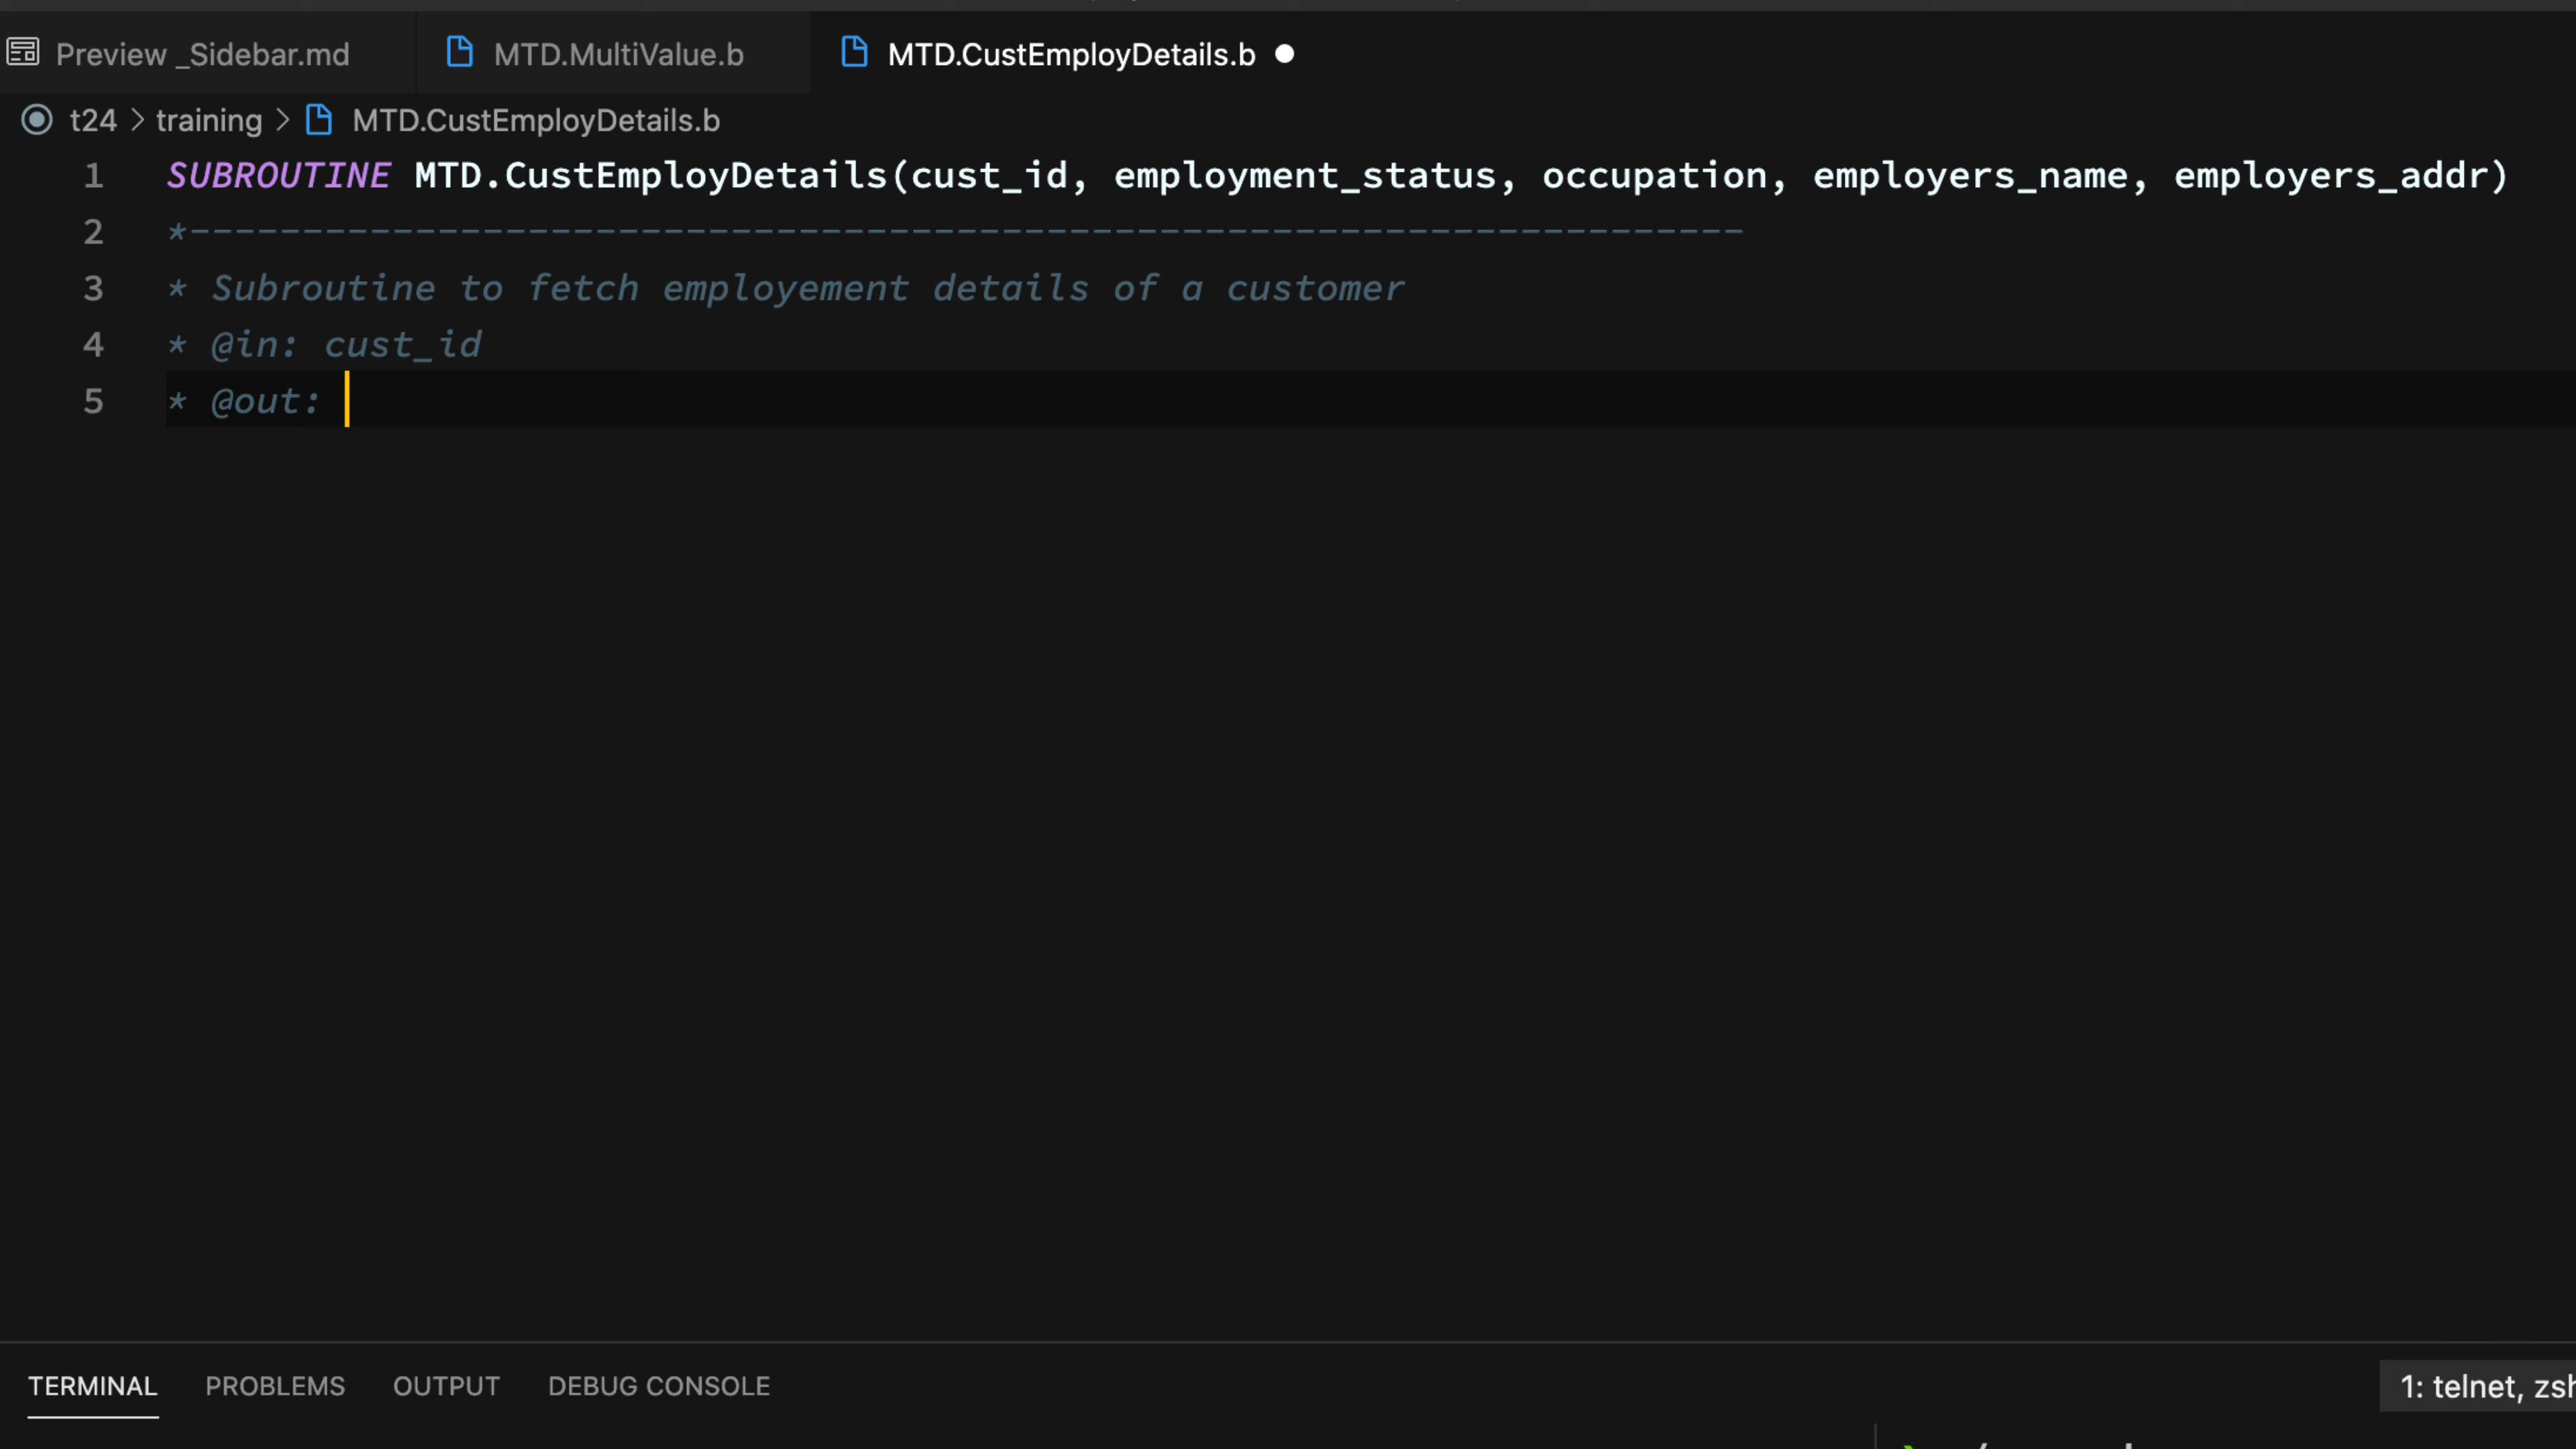 Preview _Sidebar.md MTD.MultiValue.b MTD.CustEmployDetails.b
t24 > training > MTD.CustEmployDetails.b
1 SUBROUTINE MTD.CustEmployDetails(cust_id, employment_status, occupation, employers_name, employers_addr)
2 *---------------------------------------------------------------------
3 * Subroutine to fetch employement details of a customer
4 * @in: cust_id
5 * @out:
TERMINAL PROBLEMS OUTPUT DEBUG CONSOLE 1: telnet, zsh